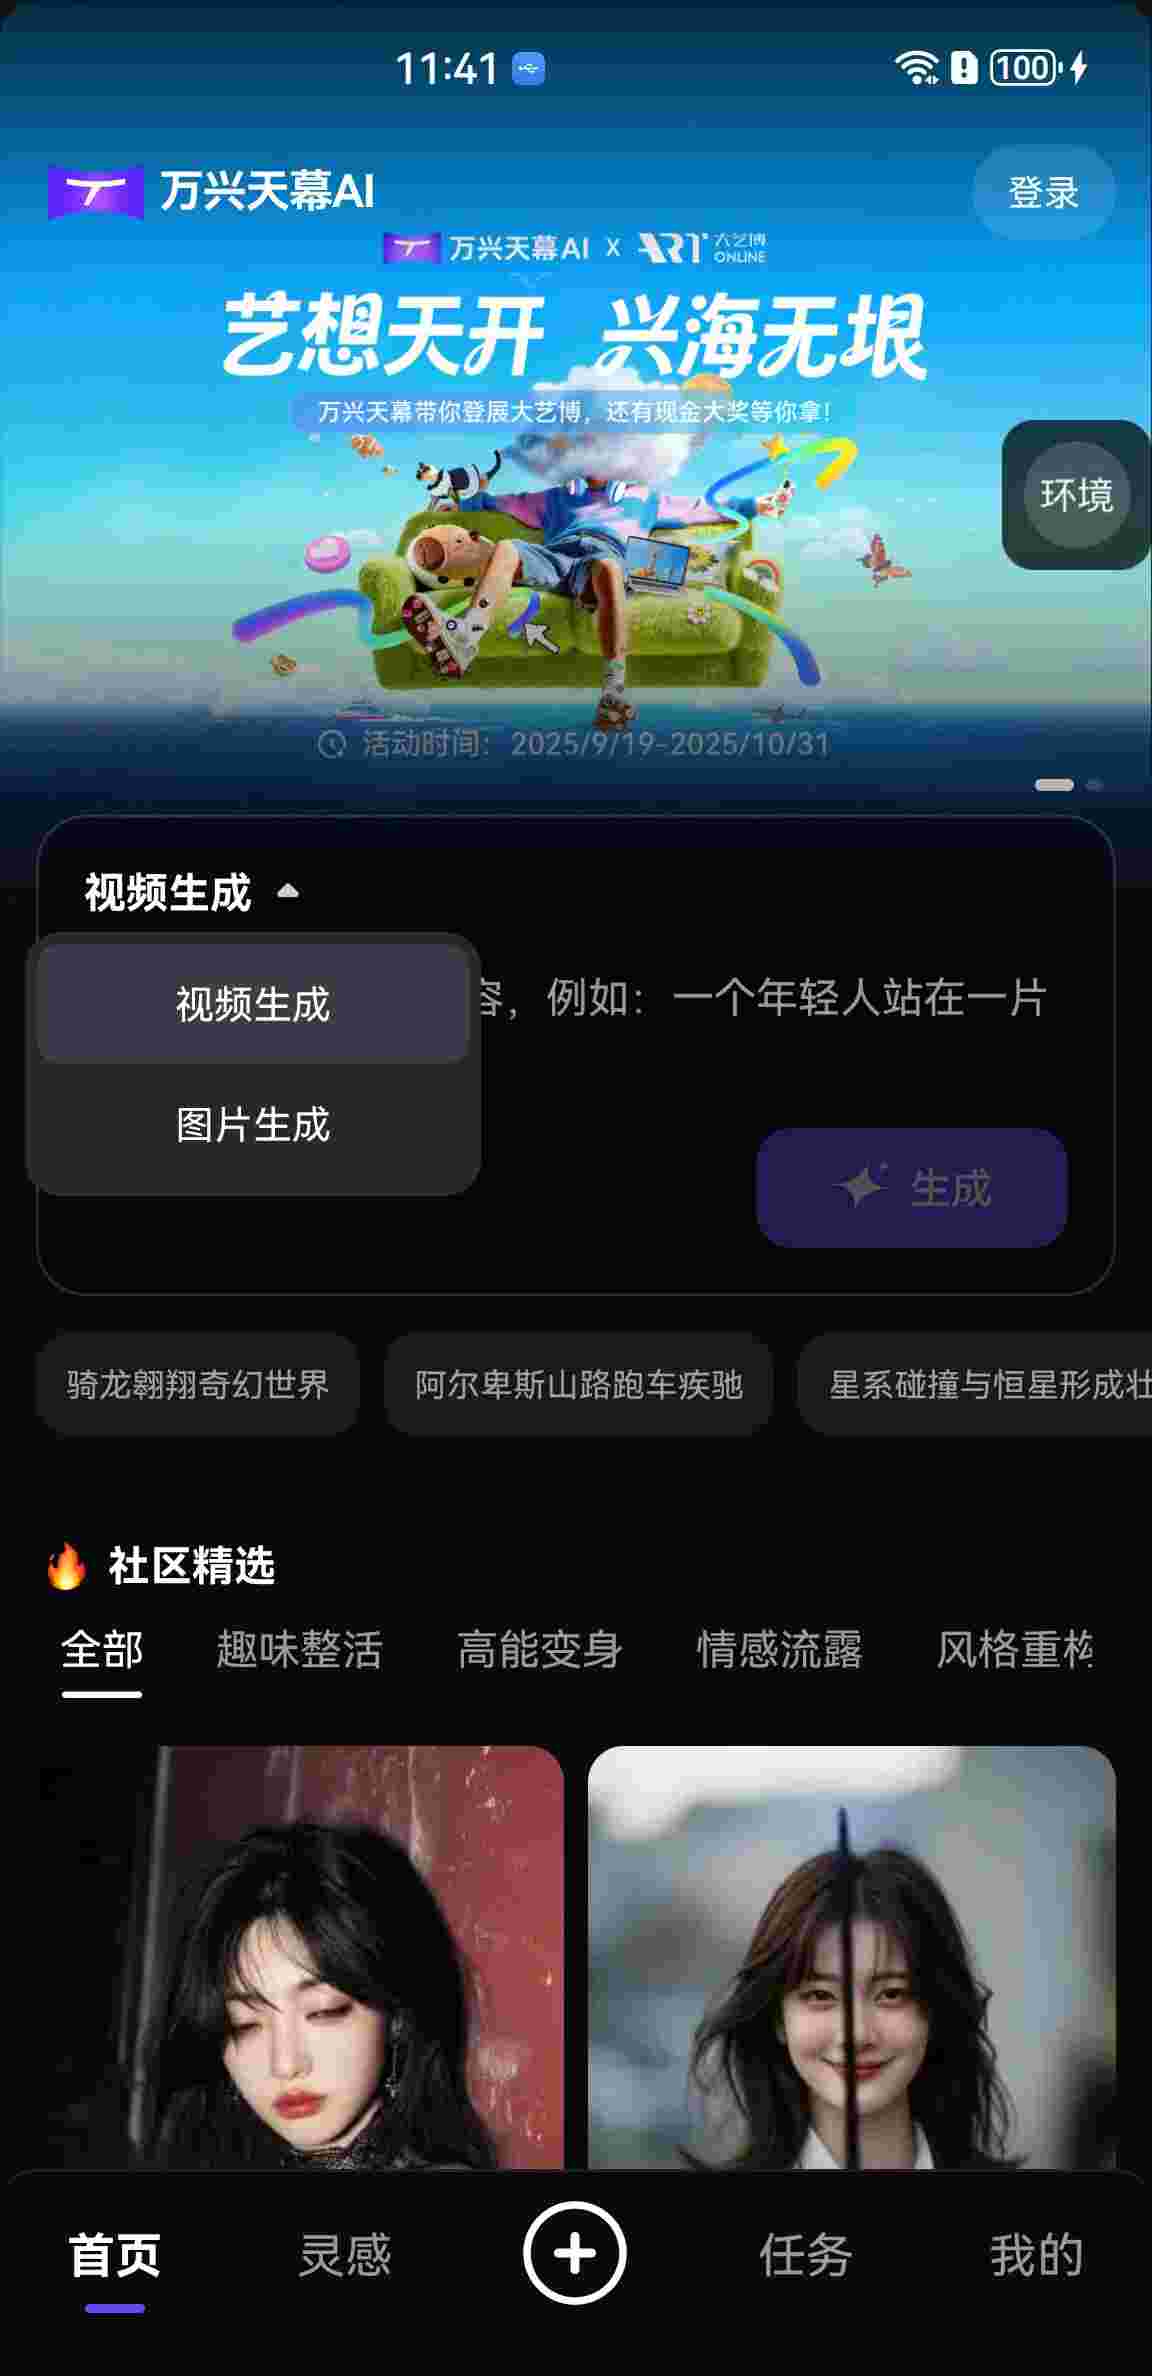 11:41
100
万兴天幕AI
登录
万兴天幕AI X ART 大艺博
ONLINE
艺想天开 兴海无垠
万兴天幕带你登展大艺博，还有现金大奖等你拿！
环境
活动时间：2025/9/19-2025/10/31
视频生成
视频生成
容，例如：一个年轻人站在一片
图片生成
生成
骑龙翱翔奇幻世界
阿尔卑斯山路跑车疾驰
星系碰撞与恒星形成壮
社区精选
全部
趣味整活
高能变身
情感流露
风格重构
首页
灵感
任务
我的